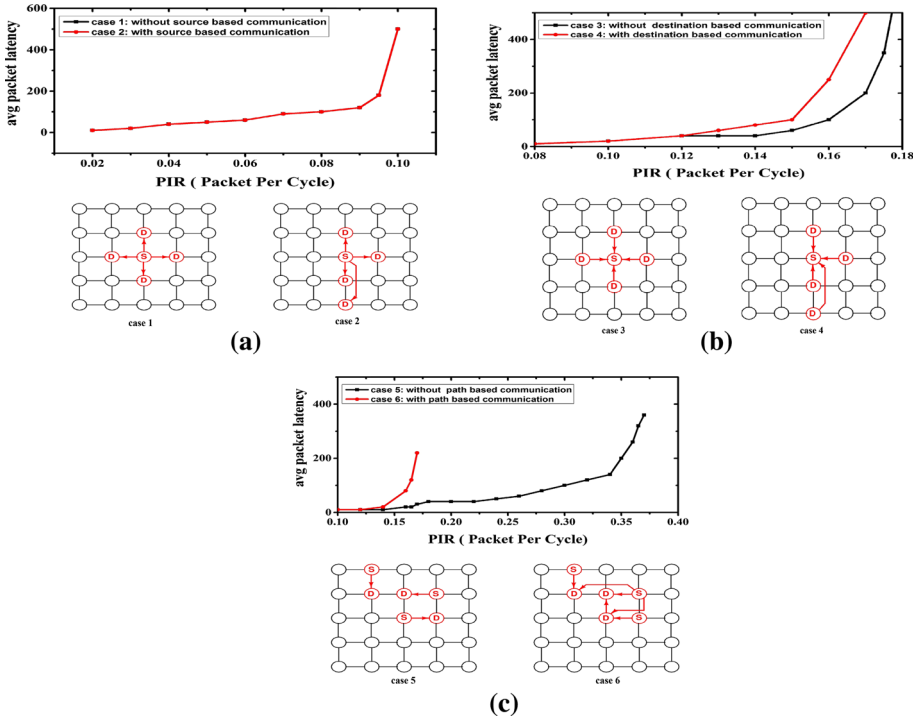 (a)
case 1: without source based communication
case 2: with source based communication
avg packet latency
600
400
200
0
0.02 0.04 0.06 0.08 0.10
PIR ( Packet Per Cycle)
D
D S D
D
case 1
D
S D
D
D
case 2
(b)
case 3: without destination based communication
case 4: with destination based communication
avg packet latency
400
200
0
0.08 0.10 0.12 0.14 0.16 0.18
PIR ( Packet Per Cycle)
D
D S D
D
case 3
D
S D
D
D
case 4
case 5: without path based communication
case 6: with path based communication
avg packet latency
400
200
0
0.10 0.15 0.20 0.25 0.30 0.35 0.40
PIR ( Packet Per Cycle)
S
D D S
S D
case 5
S
D D S
D S
case 6
(c)